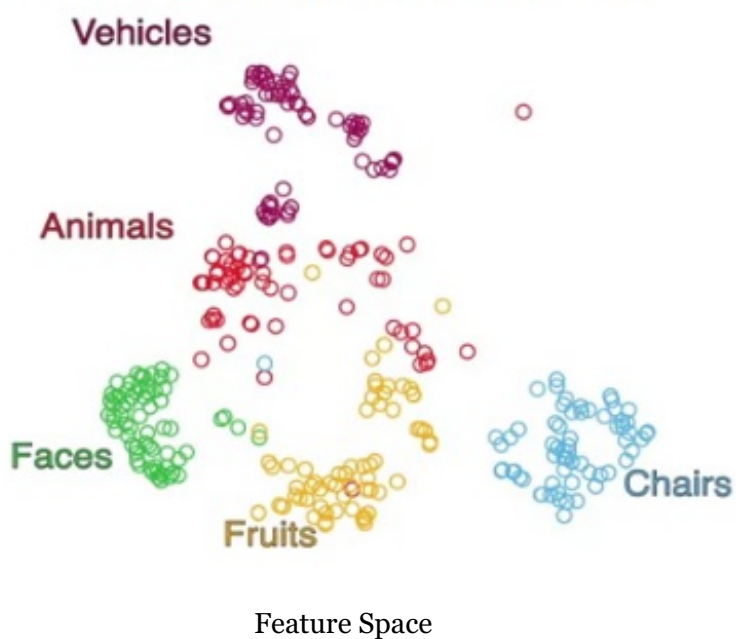 Vehicles
Animals
Faces
Chairs
Fruits
Feature Space